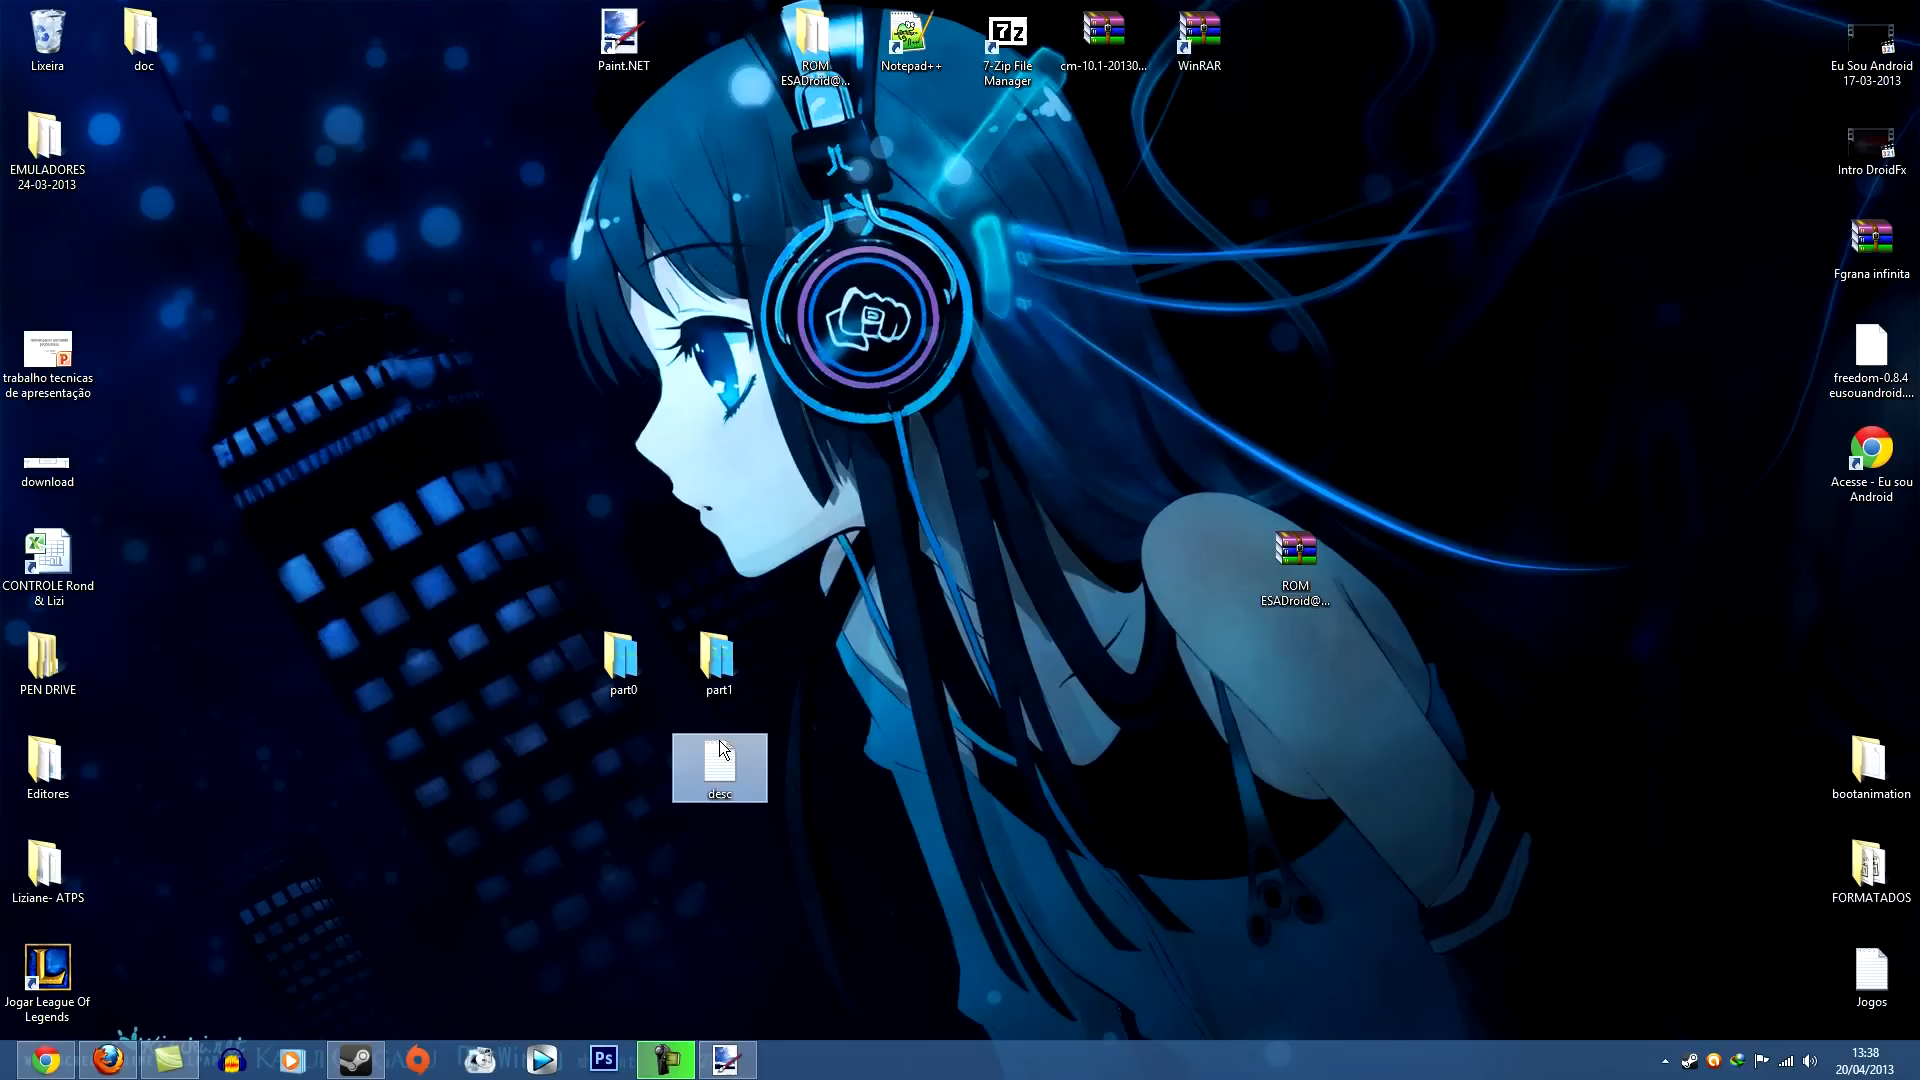 Lixeira
doc
Paint.NET
ROM
ESADroid@...
Notepad++
7z
7-Zip File
Manager
cm-10.1-20130...
WinRAR
Eu Sou Android
17-03-2013
EMULADORES
24-03-2013
Intro DroidFx
Fgrana infinita
P
trabalho tecnicas
de apresentação
freedom-0.8.4
eusouandroid....
download
Acesse - Eu sou
Android
CONTROLE Rond
& Lizi
ROM
ESADroid@...
PEN DRIVE
part0
part1
Editores
desc
bootanimation
Liziane- ATPS
FORMATADOS
L
Jogar League Of
Legends
Jogos
Ps
13:38
20/04/2013